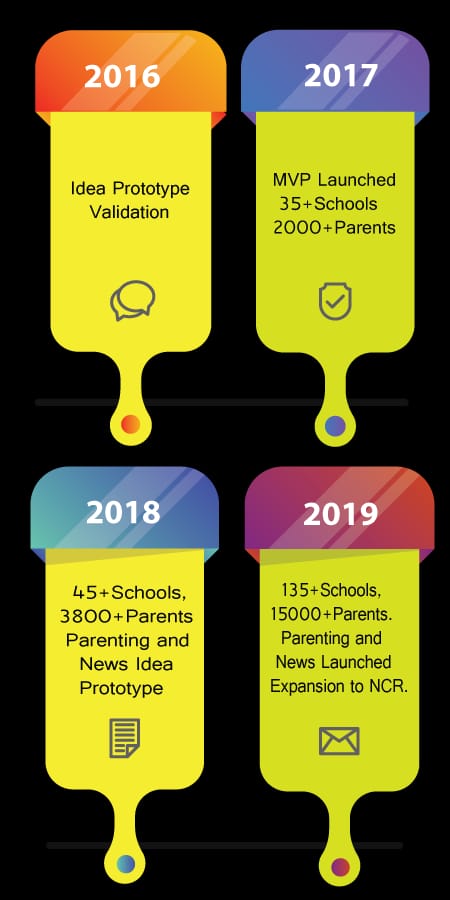 2016
Idea Prototype
Validation
2017
MVP Launched
35+Schools
2000+Parents
2018
45+Schools,
3800+Parents
Parenting and
News Idea
Prototype
2019
135+Schools,
15000+Parents.
Parenting and
News Launched
Expansion to NCR.